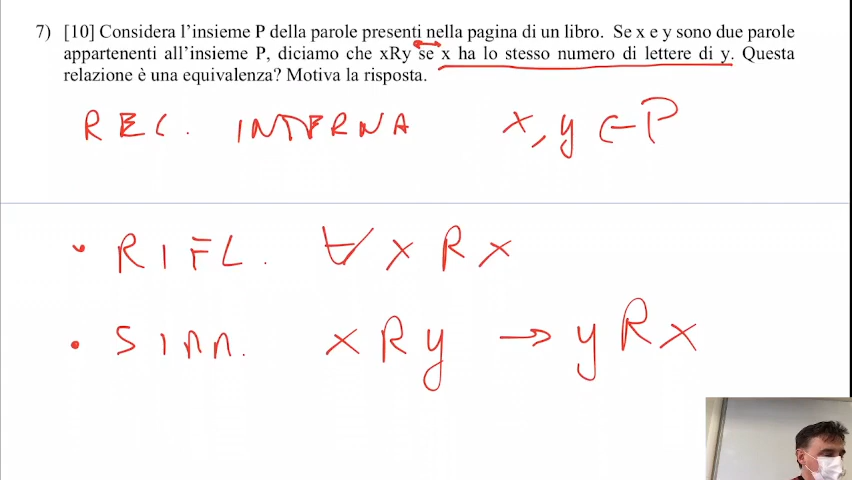 7) [10] Considera l'insieme P della parole presenti nella pagina di un libro. Se x e y sono due parole
appartenenti all'insieme P, diciamo che xRy se x ha lo stesso numero di lettere di y. Questa
relazione è una equivalenza? Motiva la risposta.
REC. INTERNA x, y ∈ P
• RIFL. ∀ x R x
• SIMM. x R y → y R x